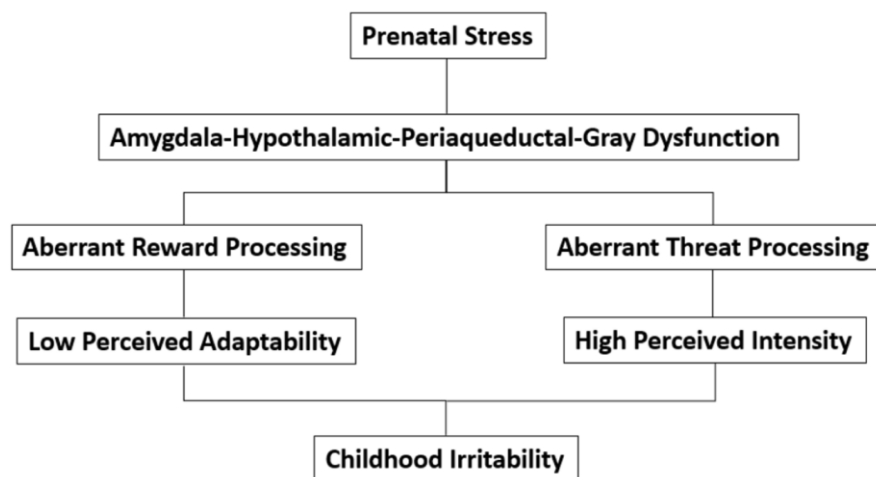 Prenatal Stress
Amygdala-Hypothalamic-Periaqueductal-Gray Dysfunction
Aberrant Reward Processing
Aberrant Threat Processing
Low Perceived Adaptability
High Perceived Intensity
Childhood Irritability